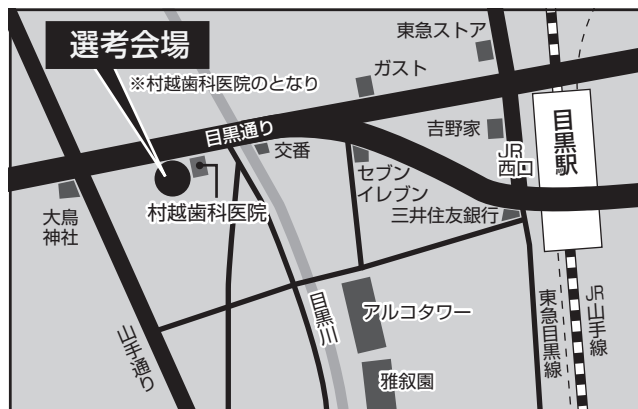 選考会場
※村越歯科医院のとなり
東急ストア
ガスト
目黒通り
吉野家
目黒駅
JR
西口
交番
セブン
イレブン
三井住友銀行
村越歯科医院
大鳥
神社
目黒川
アルコタワー
雅叙園
山手通り
東急目黒線
JR山手線